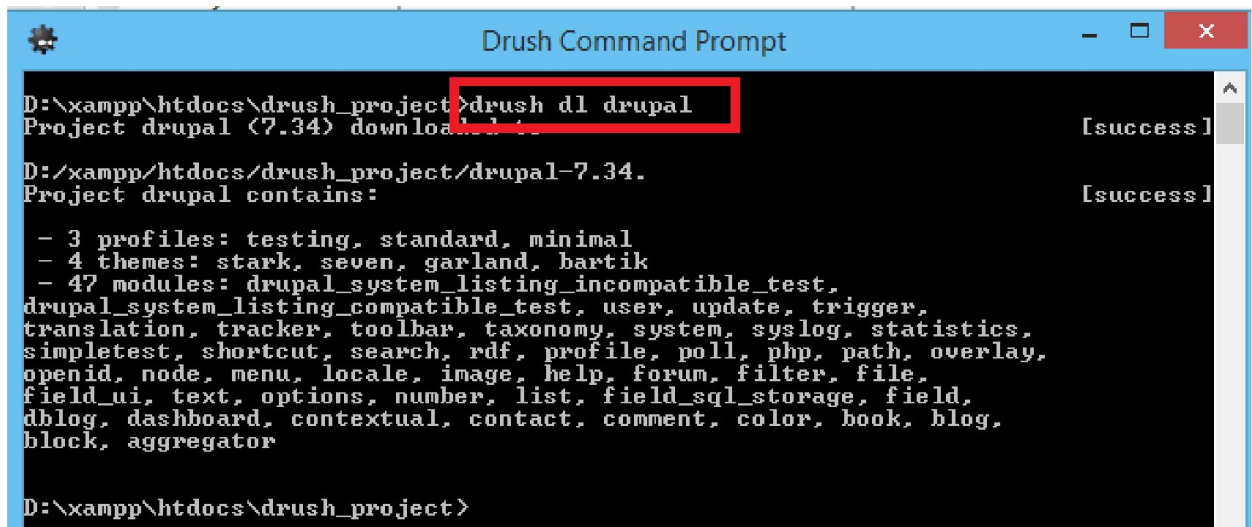 Drush Command Prompt
D:\xampp\htdocs\drush_project>drush dl drupal
Project drupal (7.34) downloaded to [success]
D:/xampp/htdocs/drush_project/drupal-7.34.
Project drupal contains: [success]
- 3 profiles: testing, standard, minimal
- 4 themes: stark, seven, garland, bartik
- 47 modules: drupal_system_listing_incompatible_test,
drupal_system_listing_compatible_test, user, update, trigger,
translation, tracker, toolbar, taxonomy, system, syslog, statistics,
simpletest, shortcut, search, rdf, profile, poll, php, path, overlay,
openid, node, menu, locale, image, help, forum, filter, file,
field_ui, text, options, number, list, field_sql_storage, field,
dblog, dashboard, contextual, contact, comment, color, book, blog,
block, aggregator
D:\xampp\htdocs\drush_project>